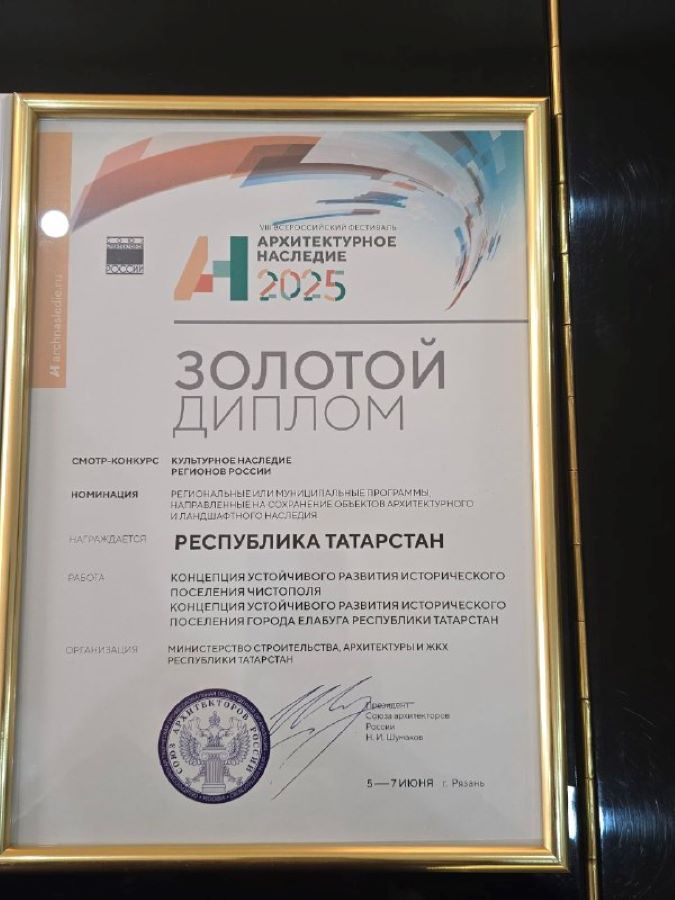 VIII ВСЕРОССИЙСКИЙ ФЕСТИВАЛЬ
АРХИТЕКТУРНОЕ
НАСЛЕДИЕ
2025
СОЮЗ
АРХИТЕКТОРОВ
РОССИИ
archnasledie.ru
ЗОЛОТОЙ
ДИПЛОМ
СМОТР-КОНКУРС КУЛЬТУРНОЕ НАСЛЕДИЕ
РЕГИОНОВ РОССИИ
НОМИНАЦИЯ РЕГИОНАЛЬНЫЕ ИЛИ МУНИЦИПАЛЬНЫЕ ПРОГРАММЫ,
НАПРАВЛЕННЫЕ НА СОХРАНЕНИЕ ОБЪЕКТОВ АРХИТЕКТУРНОГО
И ЛАНДШАФТНОГО НАСЛЕДИЯ
НАГРАЖДАЕТСЯ РЕСПУБЛИКА ТАТАРСТАН
РАБОТА КОНЦЕПЦИЯ УСТОЙЧИВОГО РАЗВИТИЯ ИСТОРИЧЕСКОГО
ПОСЕЛЕНИЯ ЧИСТОПОЛЯ
КОНЦЕПЦИЯ УСТОЙЧИВОГО РАЗВИТИЯ ИСТОРИЧЕСКОГО
ПОСЕЛЕНИЯ ГОРОДА ЕЛАБУГА РЕСПУБЛИКИ ТАТАРСТАН
ОРГАНИЗАЦИЯ МИНИСТЕРСТВО СТРОИТЕЛЬСТВА, АРХИТЕКТУРЫ И ЖКХ
РЕСПУБЛИКИ ТАТАРСТАН
СОЮЗ АРХИТЕКТОРОВ РОССИИ
Президент
Союза архитекторов
России
Н. И. Шумаков
5—7 ИЮНЯ г. Рязань